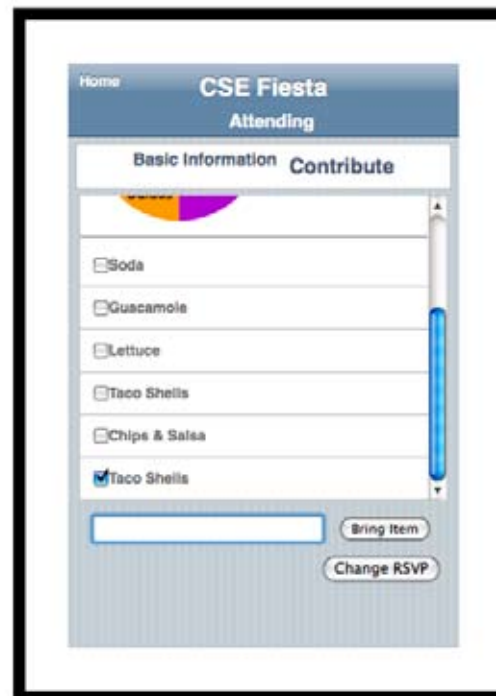 Home
CSE Fiesta
Attending
Basic Information Contribute
Soda
Guacamole
Lettuce
Taco Shells
Chips & Salsa
Taco Shells
Bring Item
Change RSVP